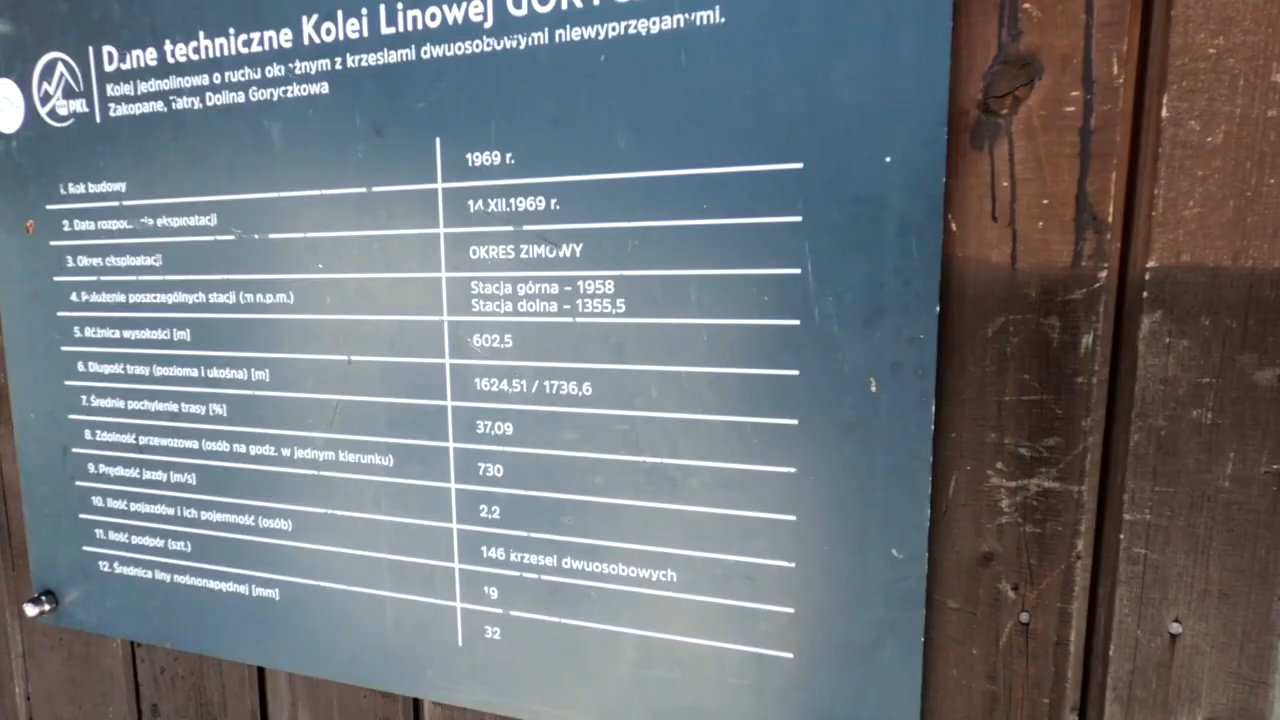 Dane techniczne Kolei Linowej
Kolej jednolinowa o ruchu okrężnym z krzesłami dwuosobowymi niewyprzęganymi.
Zakopane, Tatry, Dolina Goryczkowa
PKL
1. Rok budowy 1969 r.
2. Data rozpoczęcia eksploatacji 14.XII.1969 r.
3. Okres eksploatacji OKRES ZIMOWY
4. Położenie poszczególnych stacji (m n.p.m.) Stacja górna – 1958
Stacja dolna – 1355,5
5. Różnica wysokości [m] 602,5
6. Długość trasy (pozioma i ukośna) [m] 1624,51 / 1736,6
7. Średnie pochylenie trasy [%] 37,09
8. Zdolność przewozowa (osób na godz. w jednym kierunku) 730
9. Prędkość jazdy [m/s] 2,2
10. Ilość pojazdów i ich pojemność (osób) 146 krzeseł dwuosobowych
11. Ilość podpór (szt.) 19
12. Średnica liny nośnonapędnej [mm] 32